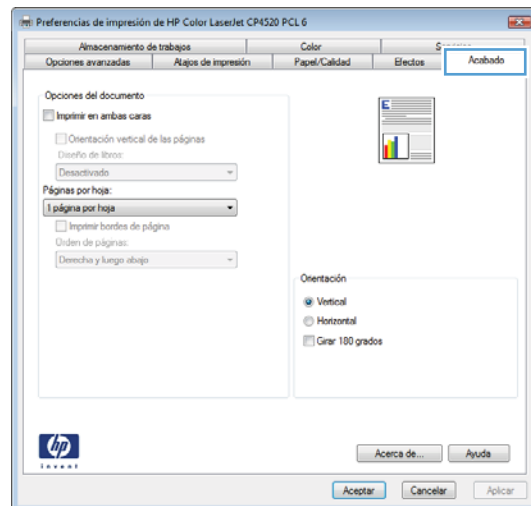 Preferencias de impresión de HP Color LaserJet CP4520 PCL 6
Almacenamiento de trabajos Color
Opciones avanzadas Atajos de impresión Papel/Calidad Efectos Acabado
Opciones del documento
Imprimir en ambas caras
Orientación vertical de las páginas
Diseño de libros:
Desactivado
Páginas por hoja:
1 página por hoja
Imprimir bordes de página
Orden de páginas:
Derecha y luego abajo
E
Orientación
Vertical
Horizontal
Girar 180 grados
hp
invent
Acerca de... Ayuda
Aceptar Cancelar Aplicar